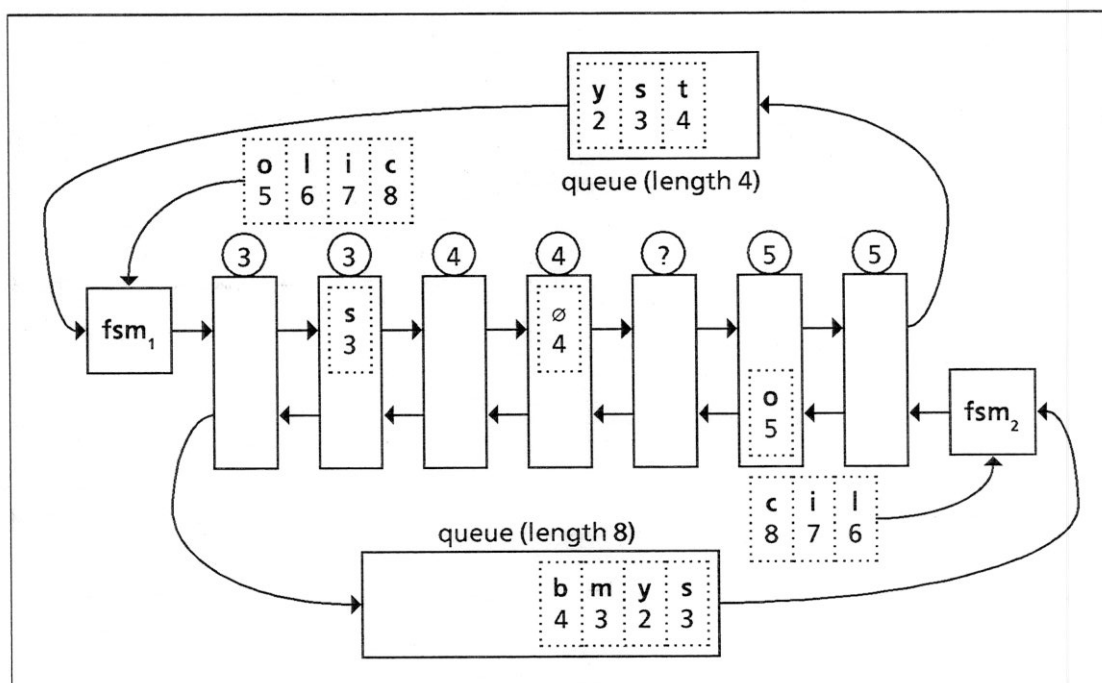 y s t
2 3 4
queue (length 4)
o l i c
5 6 7 8
3 3 4 4 ? 5 5
fsm1
s
3
∅
4
o
5
fsm2
c i l
8 7 6
queue (length 8)
b m y s
4 3 2 3